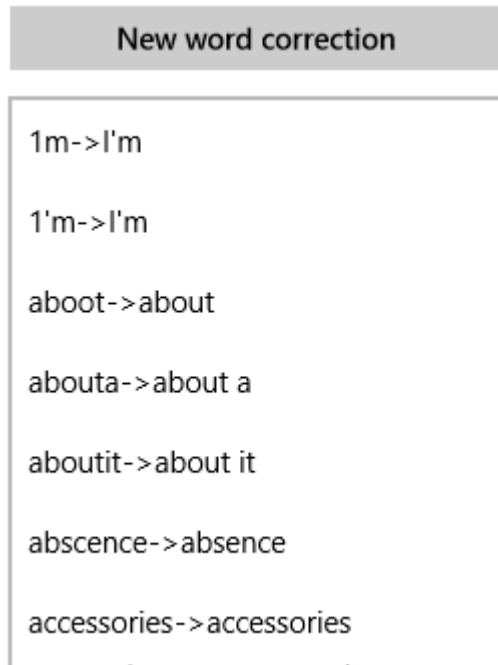 New word correction
1m->I'm
1'm->I'm
aboot->about
abouta->about a
aboutit->about it
abscence->absence
accessories->accessories